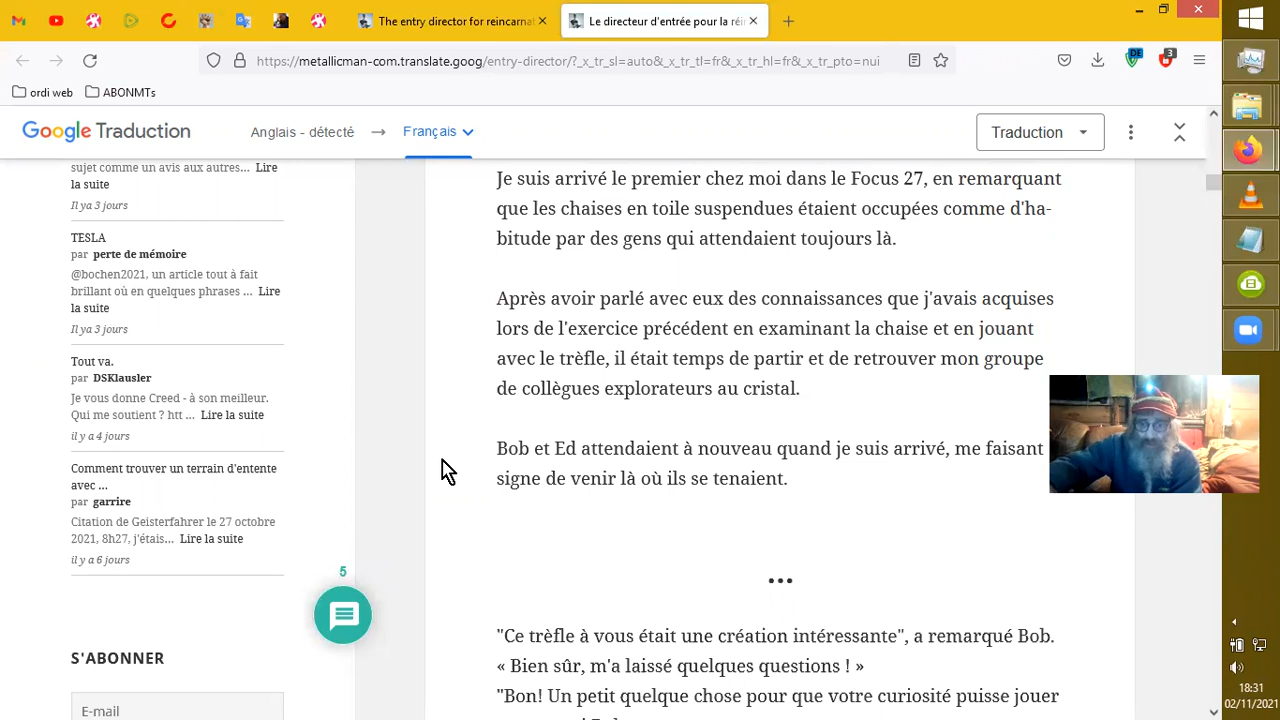 The entry director for reincarnat
Le directeur d'entrée pour la réin
https://metallicman-com.translate.goog/entry-director/?_x_tr_sl=auto&_x_tr_tl=fr&_x_tr_hl=fr&_x_tr_pto=nui
DE
3
ordi web
ABONMTs
Google Traduction
Anglais - détecté
Français
Traduction
sujet comme un avis aux autres… Lire
la suite
Il ya 3 jours
TESLA
par perte de mémoire
@bochen2021, un article tout à fait
brillant où en quelques phrases … Lire
la suite
Il ya 3 jours
Tout va.
par DSKlausler
Je vous donne Creed - à son meilleur.
Qui me soutient ? htt … Lire la suite
il y a 4 jours
Comment trouver un terrain d'entente
avec …
par garrire
Citation de Geisterfahrer le 27 octobre
2021, 8h27, j'étais… Lire la suite
il y a 6 jours
5
S'ABONNER
E-mail
Je suis arrivé le premier chez moi dans le Focus 27, en remarquant
que les chaises en toile suspendues étaient occupées comme d'ha-
bitude par des gens qui attendaient toujours là.
Après avoir parlé avec eux des connaissances que j'avais acquises
lors de l'exercice précédent en examinant la chaise et en jouant
avec le trèfle, il était temps de partir et de retrouver mon groupe
de collègues explorateurs au cristal.
Bob et Ed attendaient à nouveau quand je suis arrivé, me faisant
signe de venir là où ils se tenaient.
•••
"Ce trèfle à vous était une création intéressante", a remarqué Bob.
« Bien sûr, m'a laissé quelques questions ! »
"Bon! Un petit quelque chose pour que votre curiosité puisse jouer
18:31
02/11/2021